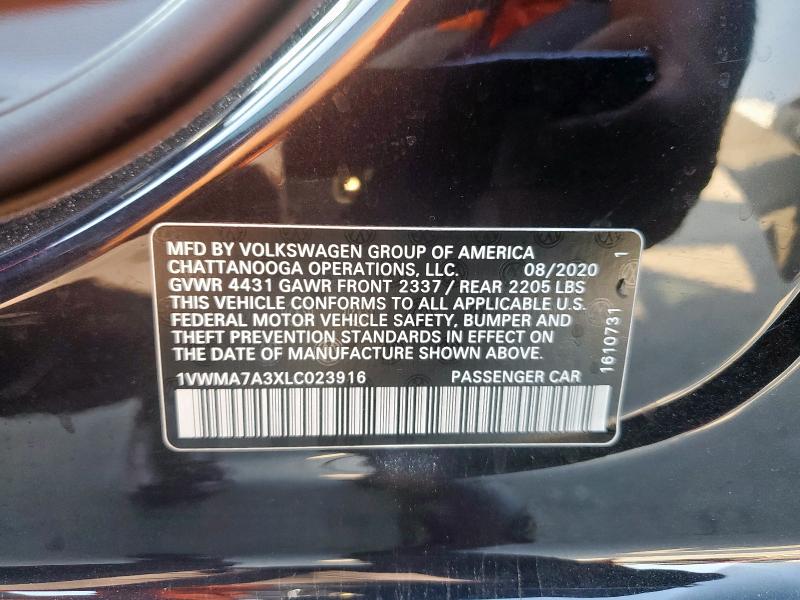 MFD BY VOLKSWAGEN GROUP OF AMERICA
CHATTANOOGA OPERATIONS, LLC. 08/2020
GVWR 4431 GAWR FRONT 2337 / REAR 2205 LBS
THIS VEHICLE CONFORMS TO ALL APPLICABLE U.S.
FEDERAL MOTOR VEHICLE SAFETY, BUMPER AND
THEFT PREVENTION STANDARDS IN EFFECT ON
THE DATE OF MANUFACTURE SHOWN ABOVE.
1VWMA7A3XLC023916 PASSENGER CAR
1610731 1